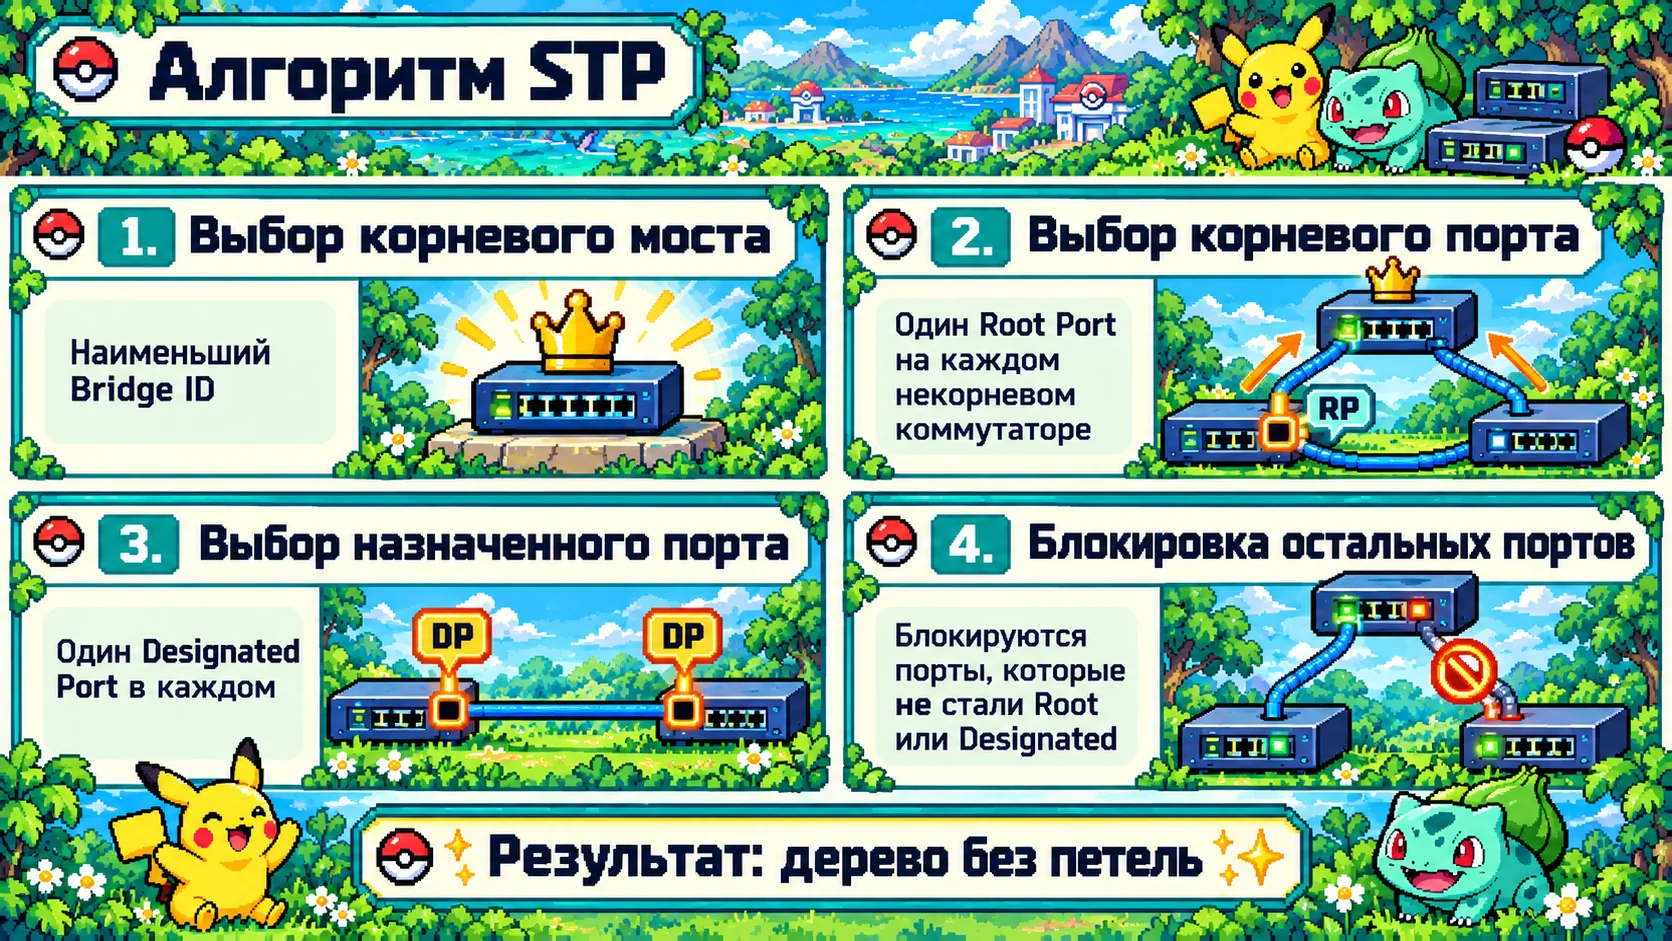 Алгоритм STP
1. Выбор корневого моста
Наименьший
Bridge ID
2. Выбор корневого порта
Один Root Port
на каждом
некорневом
коммутаторе
RP
3. Выбор назначенного порта
Один Designated
Port в каждом
DP
DP
4. Блокировка остальных портов
Блокируются
порты, которые
не стали Root
или Designated
Результат: дерево без петель